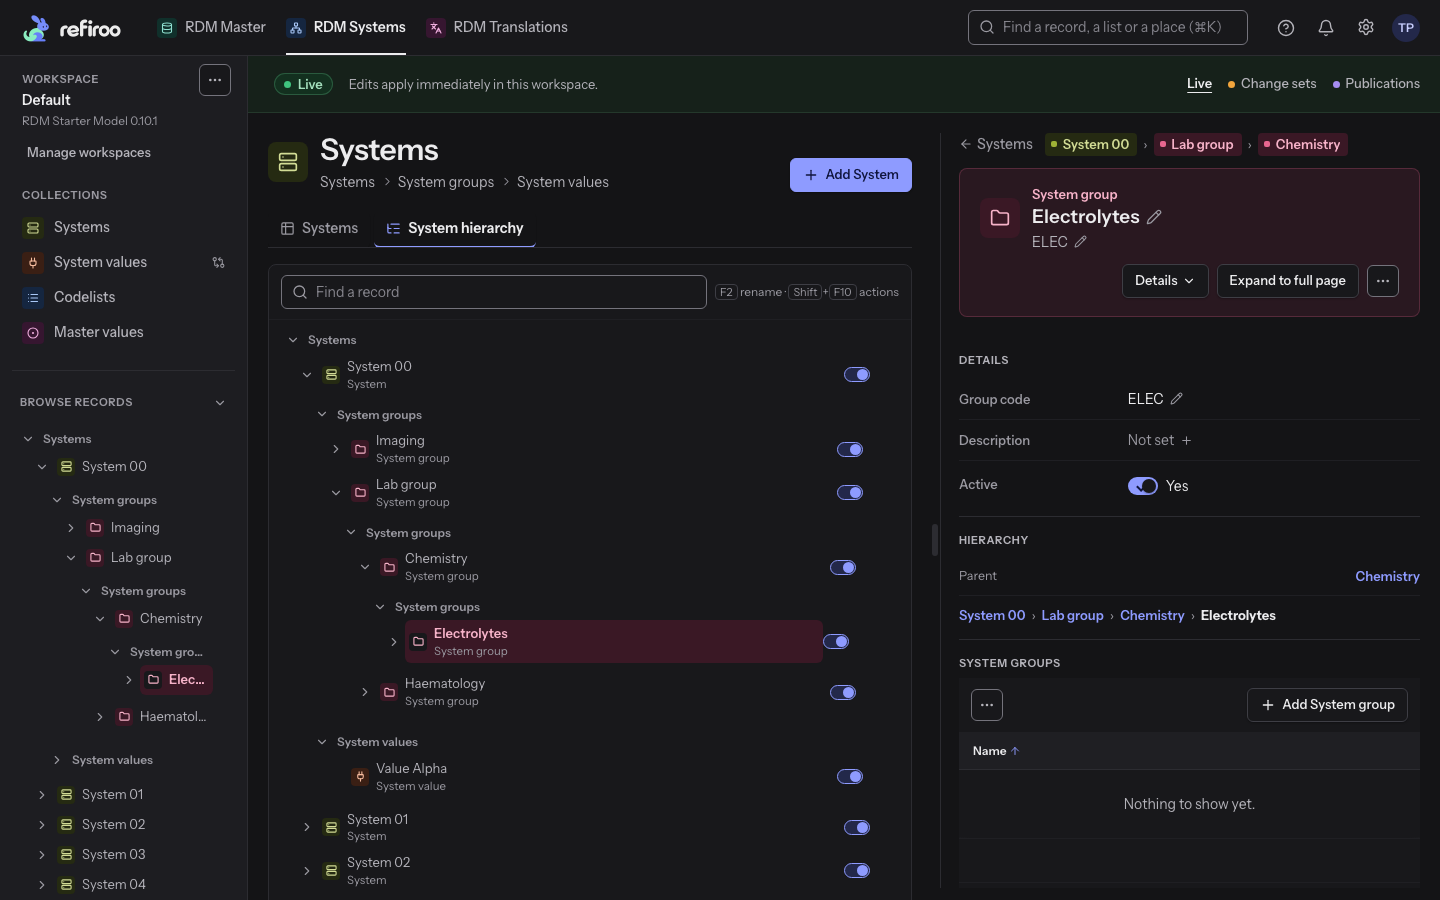 refiroo
RDM Master
RDM Systems
RDM Translations
Find a record, a list or a place (⌘K)
TP
WORKSPACE
Default
RDM Starter Model 0.10.1
Manage workspaces
COLLECTIONS
Systems
System values
Codelists
Master values
BROWSE RECORDS
Systems
System 00
System groups
Imaging
Lab group
System groups
Chemistry
System gro...
Elec...
Haematol...
System values
System 01
System 02
System 03
System 04
Live
Edits apply immediately in this workspace.
Live
Change sets
Publications
Systems
Systems > System groups > System values
Add System
Systems
System hierarchy
Find a record
F2 rename · Shift + F10 actions
Systems
System 00
System
System groups
Imaging
System group
Lab group
System group
System groups
Chemistry
System group
System groups
Electrolytes
System group
Haematology
System group
System values
Value Alpha
System value
System 01
System
System 02
System
← Systems System 00 › Lab group › Chemistry
System group
Electrolytes
ELEC
Details
Expand to full page
DETAILS
Group code ELEC
Description Not set +
Active Yes
HIERARCHY
Parent Chemistry
System 00 › Lab group › Chemistry › Electrolytes
SYSTEM GROUPS
Add System group
Name ↑
Nothing to show yet.